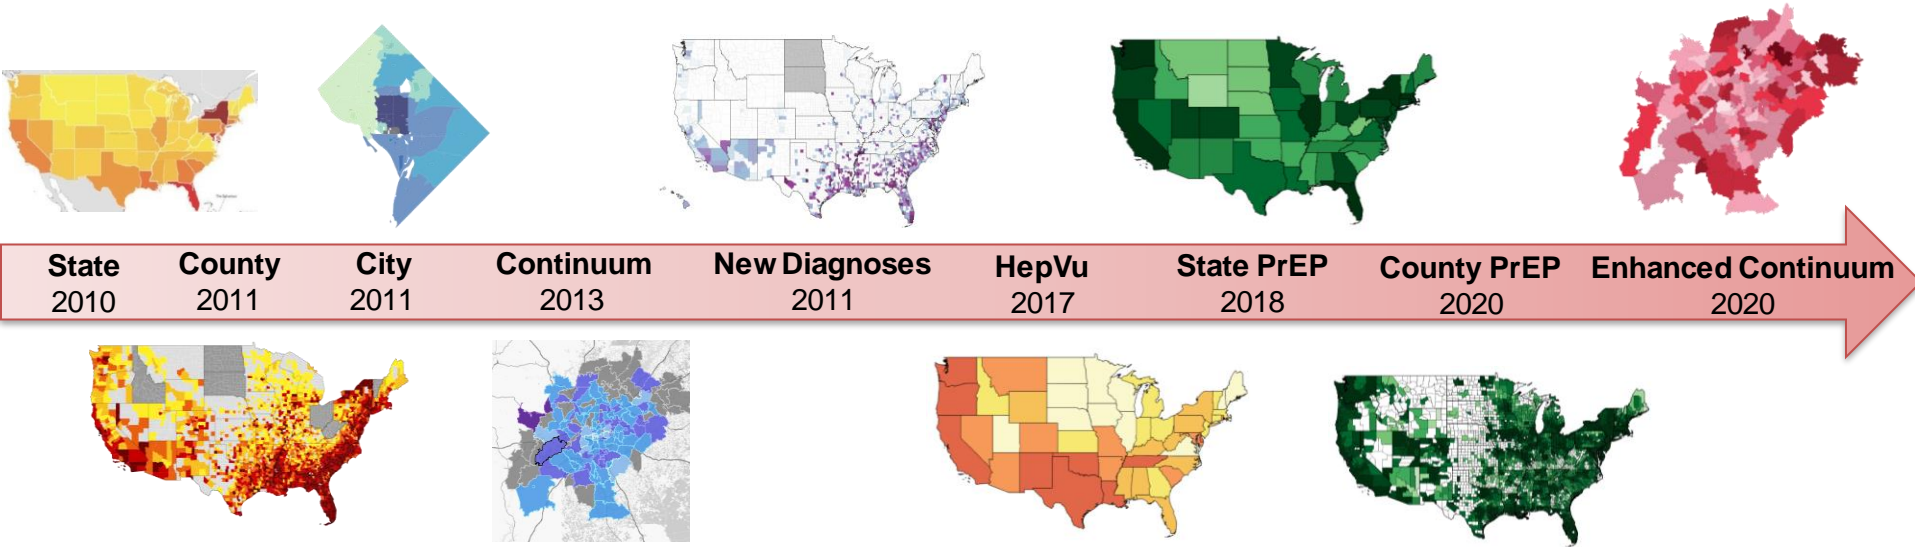 State
2010
County
2011
City
2011
Continuum
2013
New Diagnoses
2011
HepVu
2017
State PrEP
2018
County PrEP
2020
Enhanced Continuum
2020